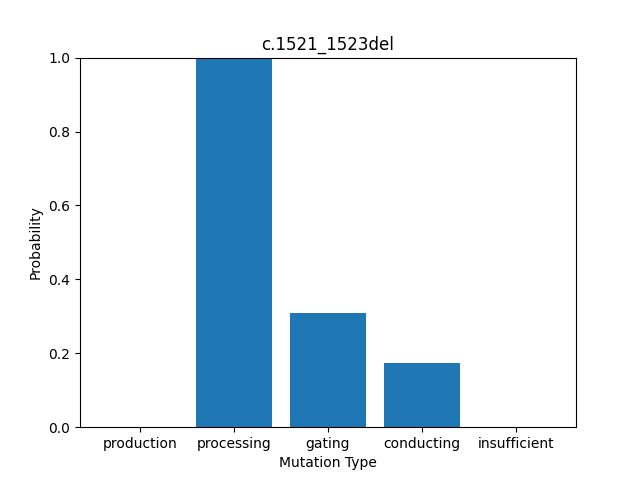 c.1521_1523del
1.0
0.8
0.6
0.4
0.2
0.0
Probability
production processing gating conducting insufficient
Mutation Type